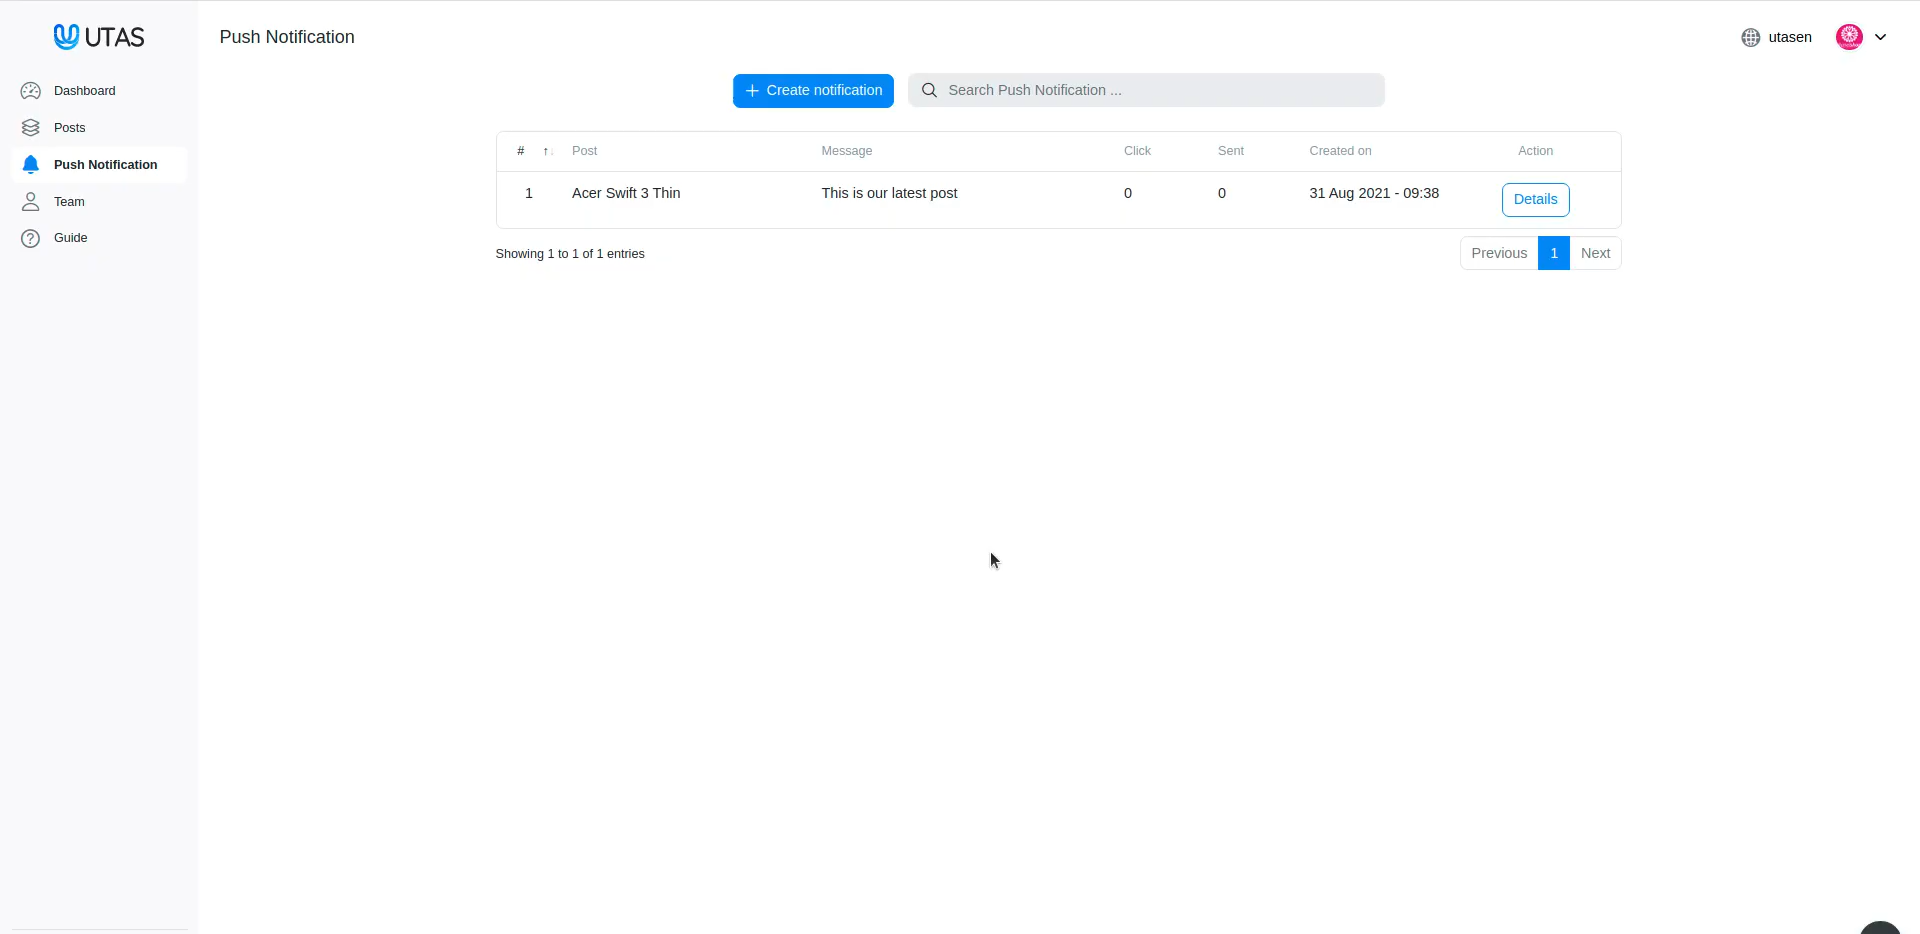 UTAS
Push Notification
utasen
Dashboard
Posts
Push Notification
Team
Guide
Create notification
Search Push Notification ...
# ↑↓ Post Message Click Sent Created on Action
1 Acer Swift 3 Thin This is our latest post 0 0 31 Aug 2021 - 09:38 Details
Showing 1 to 1 of 1 entries
Previous 1 Next